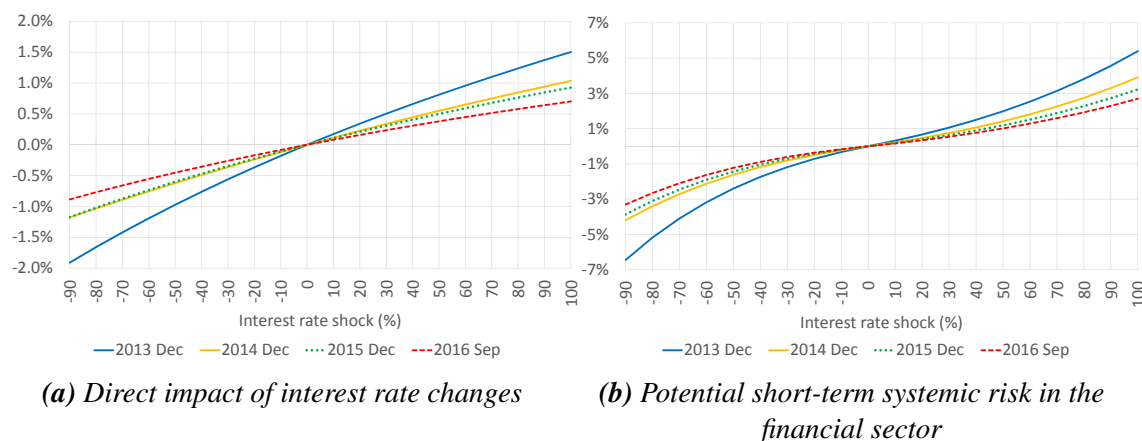 2.0%
1.5%
1.0%
0.5%
0.0%
-0.5%
-1.0%
-1.5%
-2.0%
-90 -80 -70 -60 -50 -40 -30 -20 -10 0 10 20 30 40 50 60 70 80 90 100
Interest rate shock (%)
2013 Dec 2014 Dec 2015 Dec 2016 Sep
(a) Direct impact of interest rate changes
7%
5%
3%
1%
-1%
-3%
-5%
-7%
-90 -80 -70 -60 -50 -40 -30 -20 -10 0 10 20 30 40 50 60 70 80 90 100
Interest rate shock (%)
2013 Dec 2014 Dec 2015 Dec 2016 Sep
(b) Potential short-term systemic risk in the
financial sector